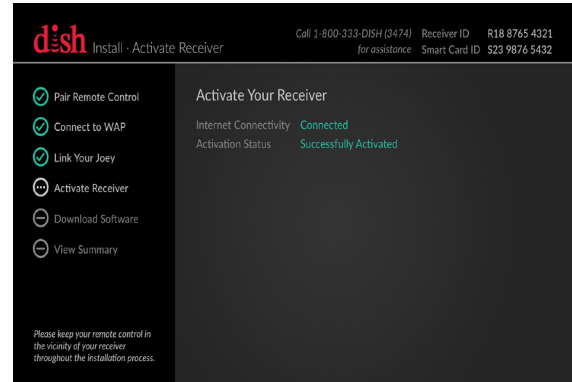 dish Install · Activate Receiver
Call 1-800-333-DISH (3474) Receiver ID R18 8765 4321
for assistance Smart Card ID S23 9876 5432
Pair Remote Control
Connect to WAP
Link Your Joey
Activate Receiver
Download Software
View Summary
Please keep your remote control in
the vicinity of your receiver
throughout the installation process.
Activate Your Receiver
Internet Connectivity Connected
Activation Status Successfully Activated